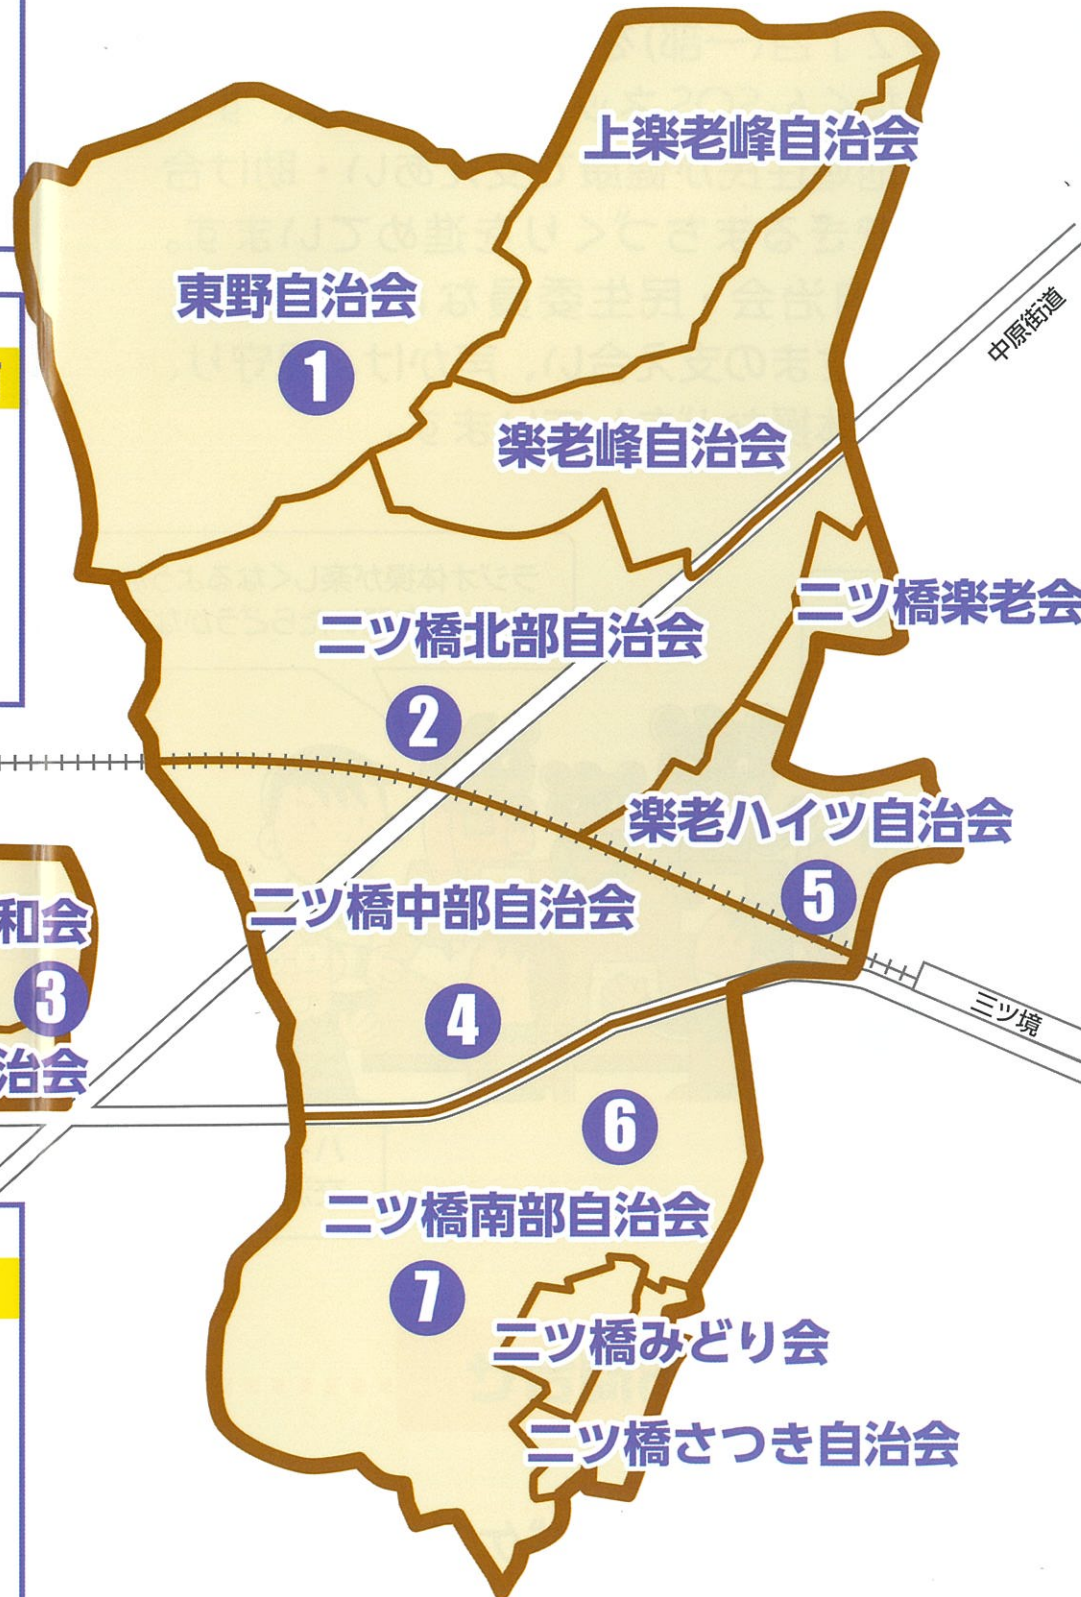 上楽老峰自治会
東野自治会
1
中原街道
楽老峰自治会
二ツ橋楽老会
二ツ橋北部自治会
2
楽老ハイツ自治会
5
二ツ橋中部自治会
和会
3
治会
4
三ツ境
6
二ツ橋南部自治会
7
二ツ橋みどり会
二ツ橋さつき自治会